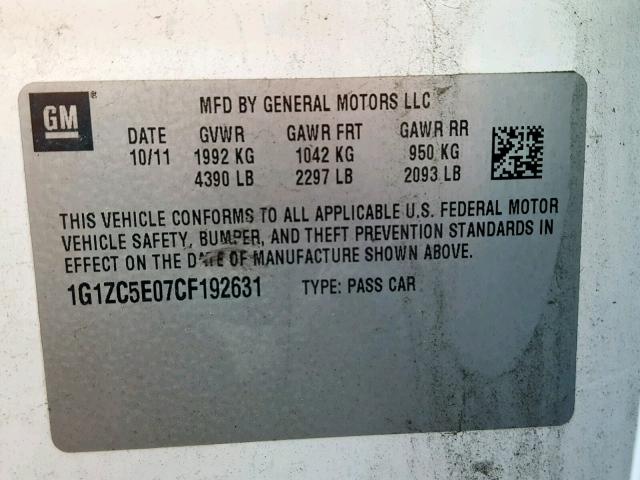 GM ®
MFD BY GENERAL MOTORS LLC
DATE GVWR GAWR FRT GAWR RR
10/11 1992 KG 1042 KG 950 KG
4390 LB 2297 LB 2093 LB
THIS VEHICLE CONFORMS TO ALL APPLICABLE U.S. FEDERAL MOTOR
VEHICLE SAFETY, BUMPER, AND THEFT PREVENTION STANDARDS IN
EFFECT ON THE DATE OF MANUFACTURE SHOWN ABOVE.
1G1ZC5E07CF192631 TYPE: PASS CAR